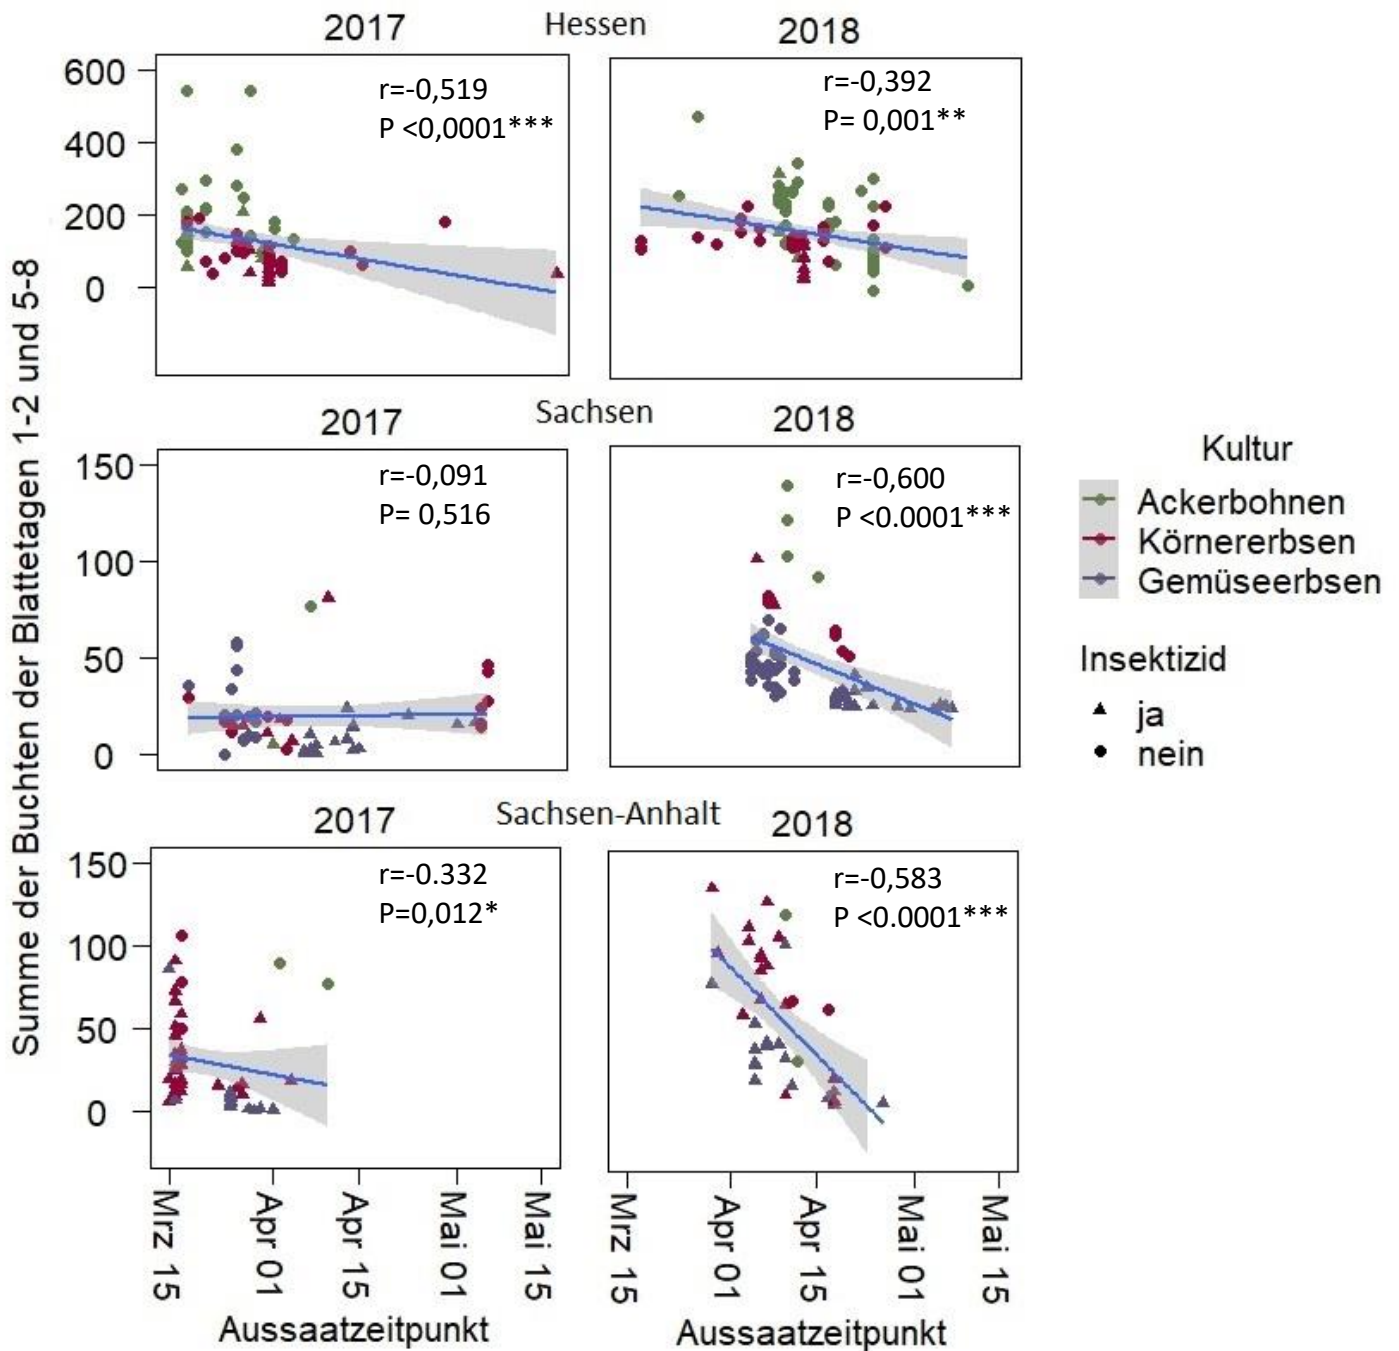 Hessen
2017
2018
r=-0,519
P <0,0001***
r=-0,392
P= 0,001**
600
400
200
0
Summe der Buchten der Blattetagen 1-2 und 5-8
Sachsen
2017
2018
r=-0,091
P= 0,516
r=-0,600
P <0.0001***
150
100
50
0
Sachsen-Anhalt
2017
2018
r=-0.332
P=0,012*
r=-0,583
P <0.0001***
150
100
50
0
Mrz 15
Apr 01
Apr 15
Mai 01
Mai 15
Mrz 15
Apr 01
Apr 15
Mai 01
Mai 15
Aussaatzeitpunkt
Aussaatzeitpunkt
Kultur
Ackerbohnen
Körnererbsen
Gemüseerbsen
Insektizid
ja
nein